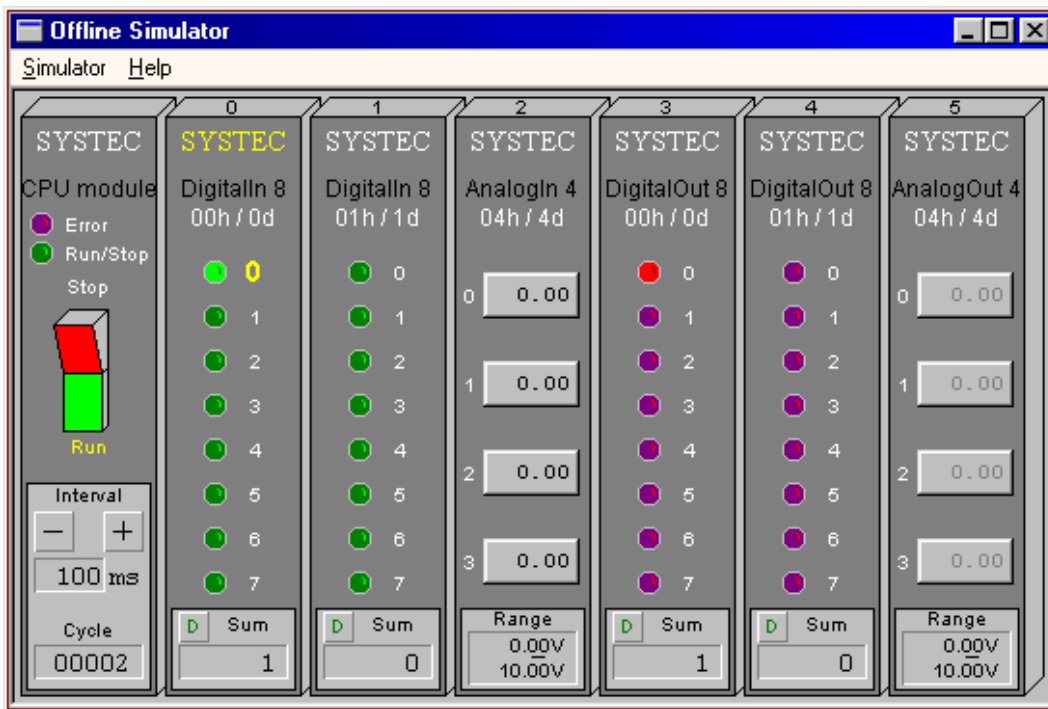 Offline Simulator
Simulator Help
SYSTEC
CPU module
Error
Run/Stop
Stop
Run
Interval
− +
100 ms
Cycle
00002
0
SYSTEC
DigitalIn 8
00h / 0d
0
1
2
3
4
5
6
7
D Sum
1
1
SYSTEC
DigitalIn 8
01h / 1d
0
1
2
3
4
5
6
7
D Sum
0
2
SYSTEC
AnalogIn 4
04h / 4d
0 0.00
1 0.00
2 0.00
3 0.00
Range
0.00V
10.00V
3
SYSTEC
DigitalOut 8
00h / 0d
0
1
2
3
4
5
6
7
D Sum
1
4
SYSTEC
DigitalOut 8
01h / 1d
0
1
2
3
4
5
6
7
D Sum
0
5
SYSTEC
AnalogOut 4
04h / 4d
0 0.00
1 0.00
2 0.00
3 0.00
Range
0.00V
10.00V